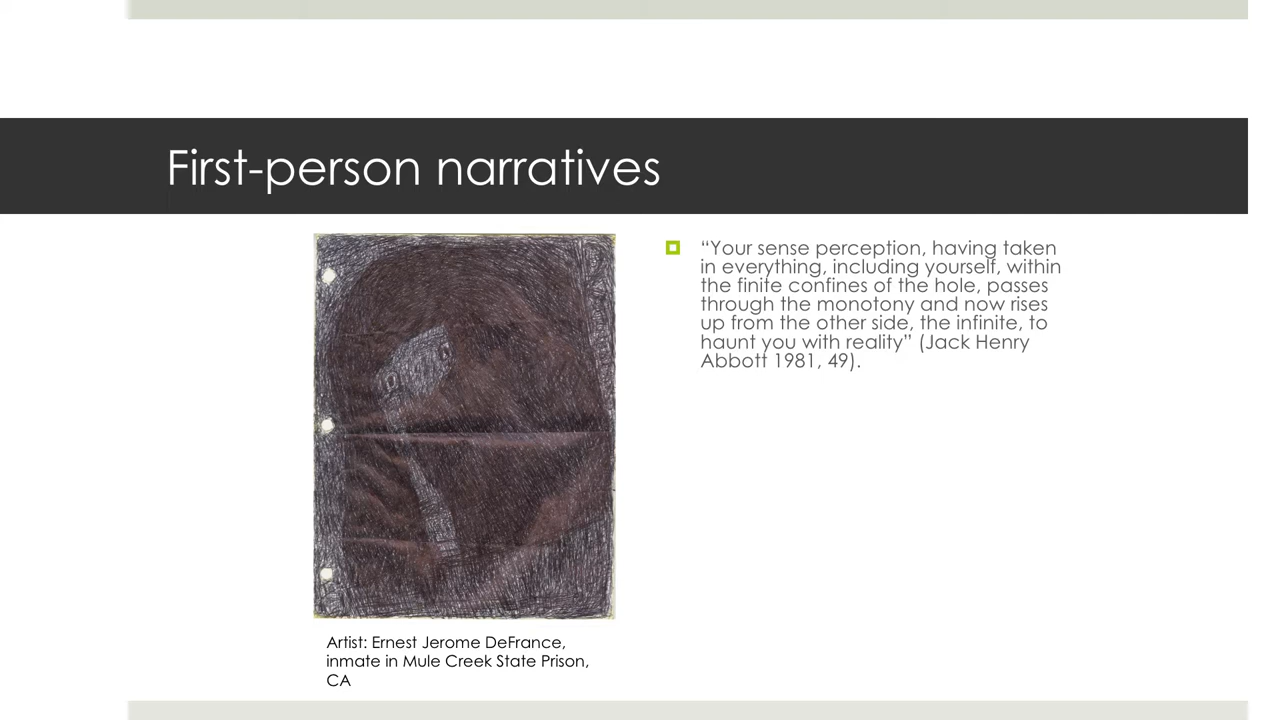 First-person narratives
“Your sense perception, having taken
in everything, including yourself, within
the finite confines of the hole, passes
through the monotony and now rises
up from the other side, the infinite, to
haunt you with reality” (Jack Henry
Abbott 1981, 49).
Artist: Ernest Jerome DeFrance,
inmate in Mule Creek State Prison,
CA